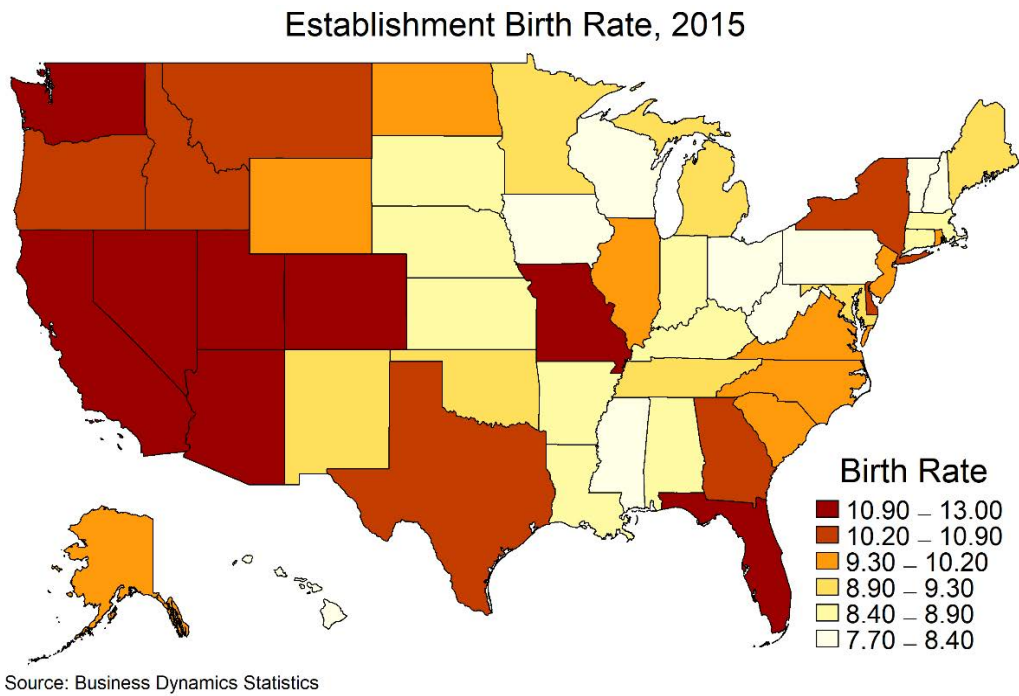 Establishment Birth Rate, 2015
Birth Rate
10.90 – 13.00
10.20 – 10.90
9.30 – 10.20
8.90 – 9.30
8.40 – 8.90
7.70 – 8.40
Source: Business Dynamics Statistics